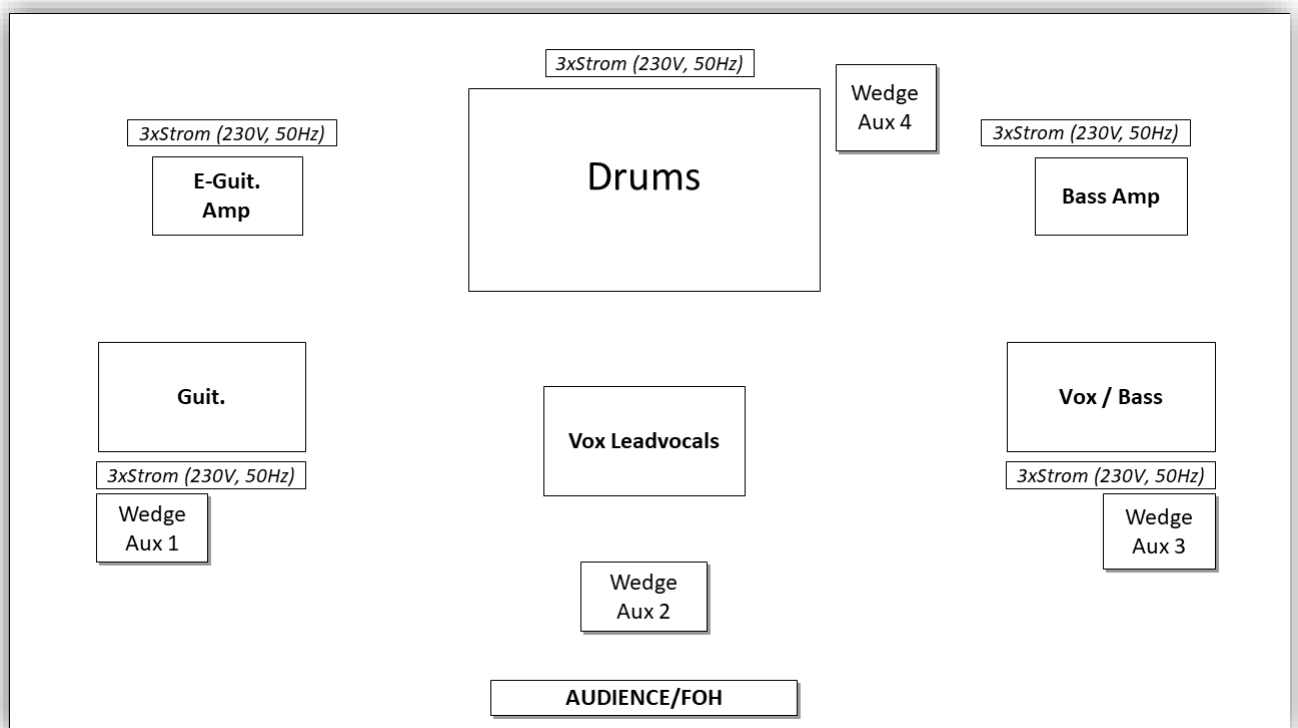 3xStrom (230V, 50Hz)
Wedge
Aux 4
3xStrom (230V, 50Hz)
3xStrom (230V, 50Hz)
E-Guit.
Amp
Drums
Bass Amp
Guit.
Vox Leadvocals
Vox / Bass
3xStrom (230V, 50Hz)
3xStrom (230V, 50Hz)
Wedge
Aux 1
Wedge
Aux 3
Wedge
Aux 2
AUDIENCE/FOH